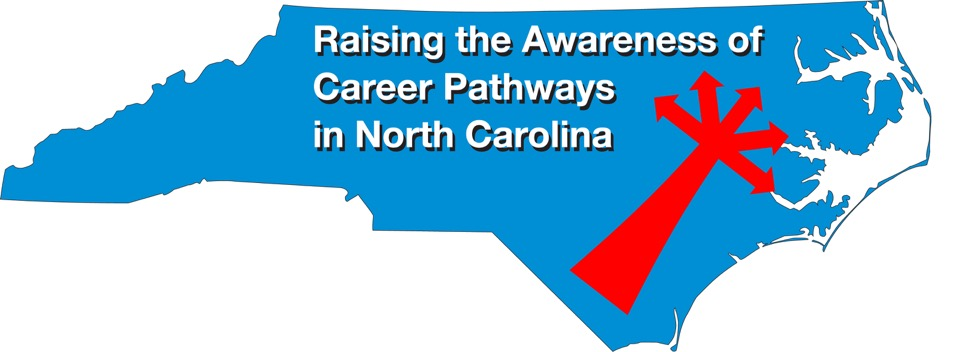 Raising the Awareness of
Career Pathways
in North Carolina